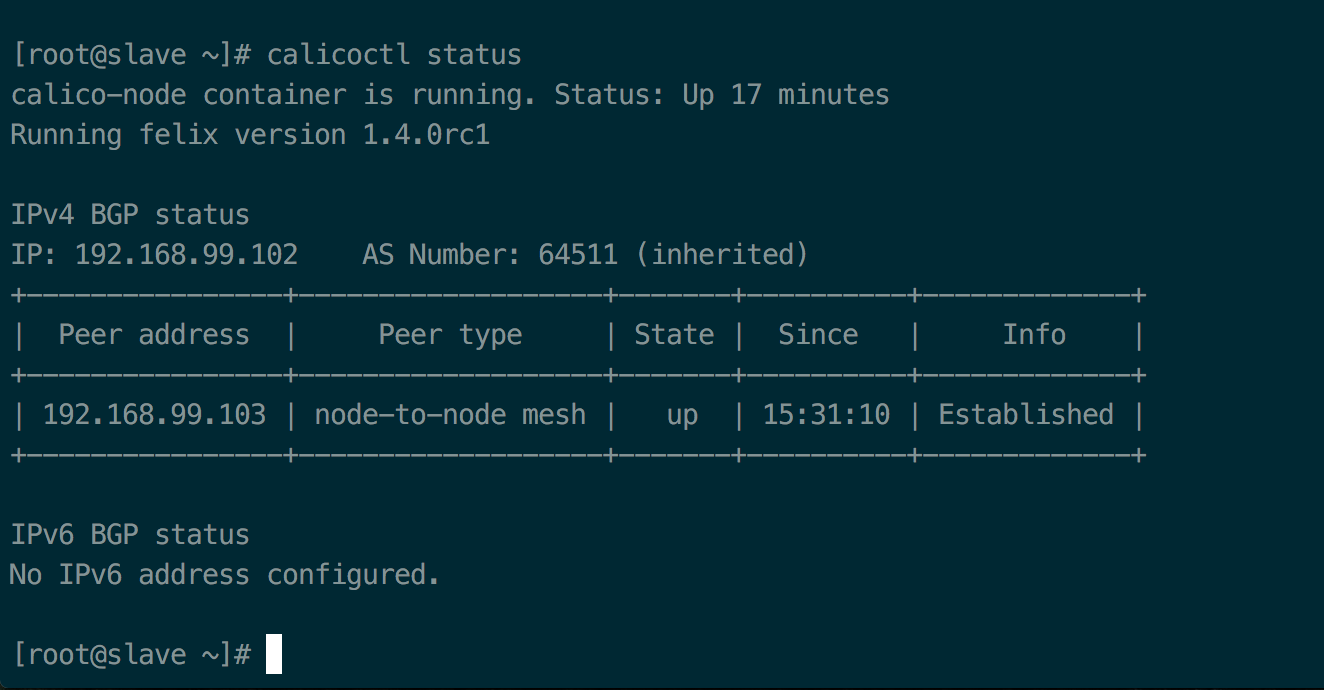 [root@slave ~]# calicoctl status
calico-node container is running. Status: Up 17 minutes
Running felix version 1.4.0rc1

IPv4 BGP status
IP: 192.168.99.102    AS Number: 64511 (inherited)
+----------------+-------------------+-------+----------+-------------+
|  Peer address  |     Peer type     | State |  Since   |     Info    |
+----------------+-------------------+-------+----------+-------------+
| 192.168.99.103 | node-to-node mesh |   up  | 15:31:10 | Established |
+----------------+-------------------+-------+----------+-------------+

IPv6 BGP status
No IPv6 address configured.

[root@slave ~]#